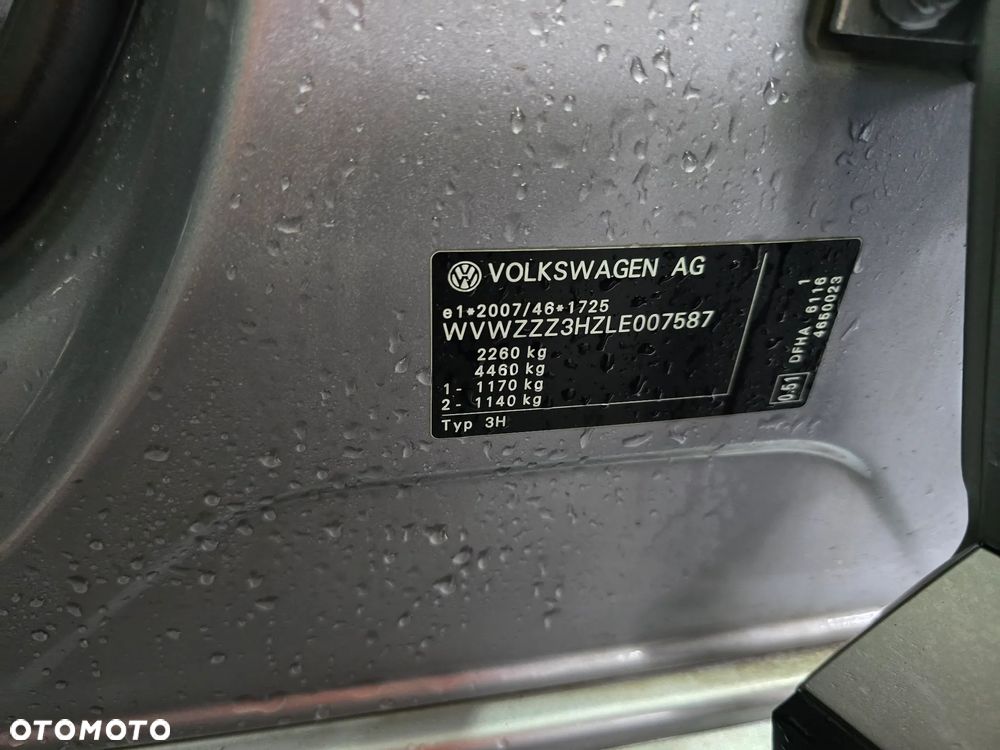 VOLKSWAGEN AG
e1*2007/46*1725
WVWZZZ3HZLE007587
2260 kg
4460 kg
1- 1170 kg
2- 1140 kg
Typ 3H
0.51 DFHA 6116
1
4650023
OTOMOTO